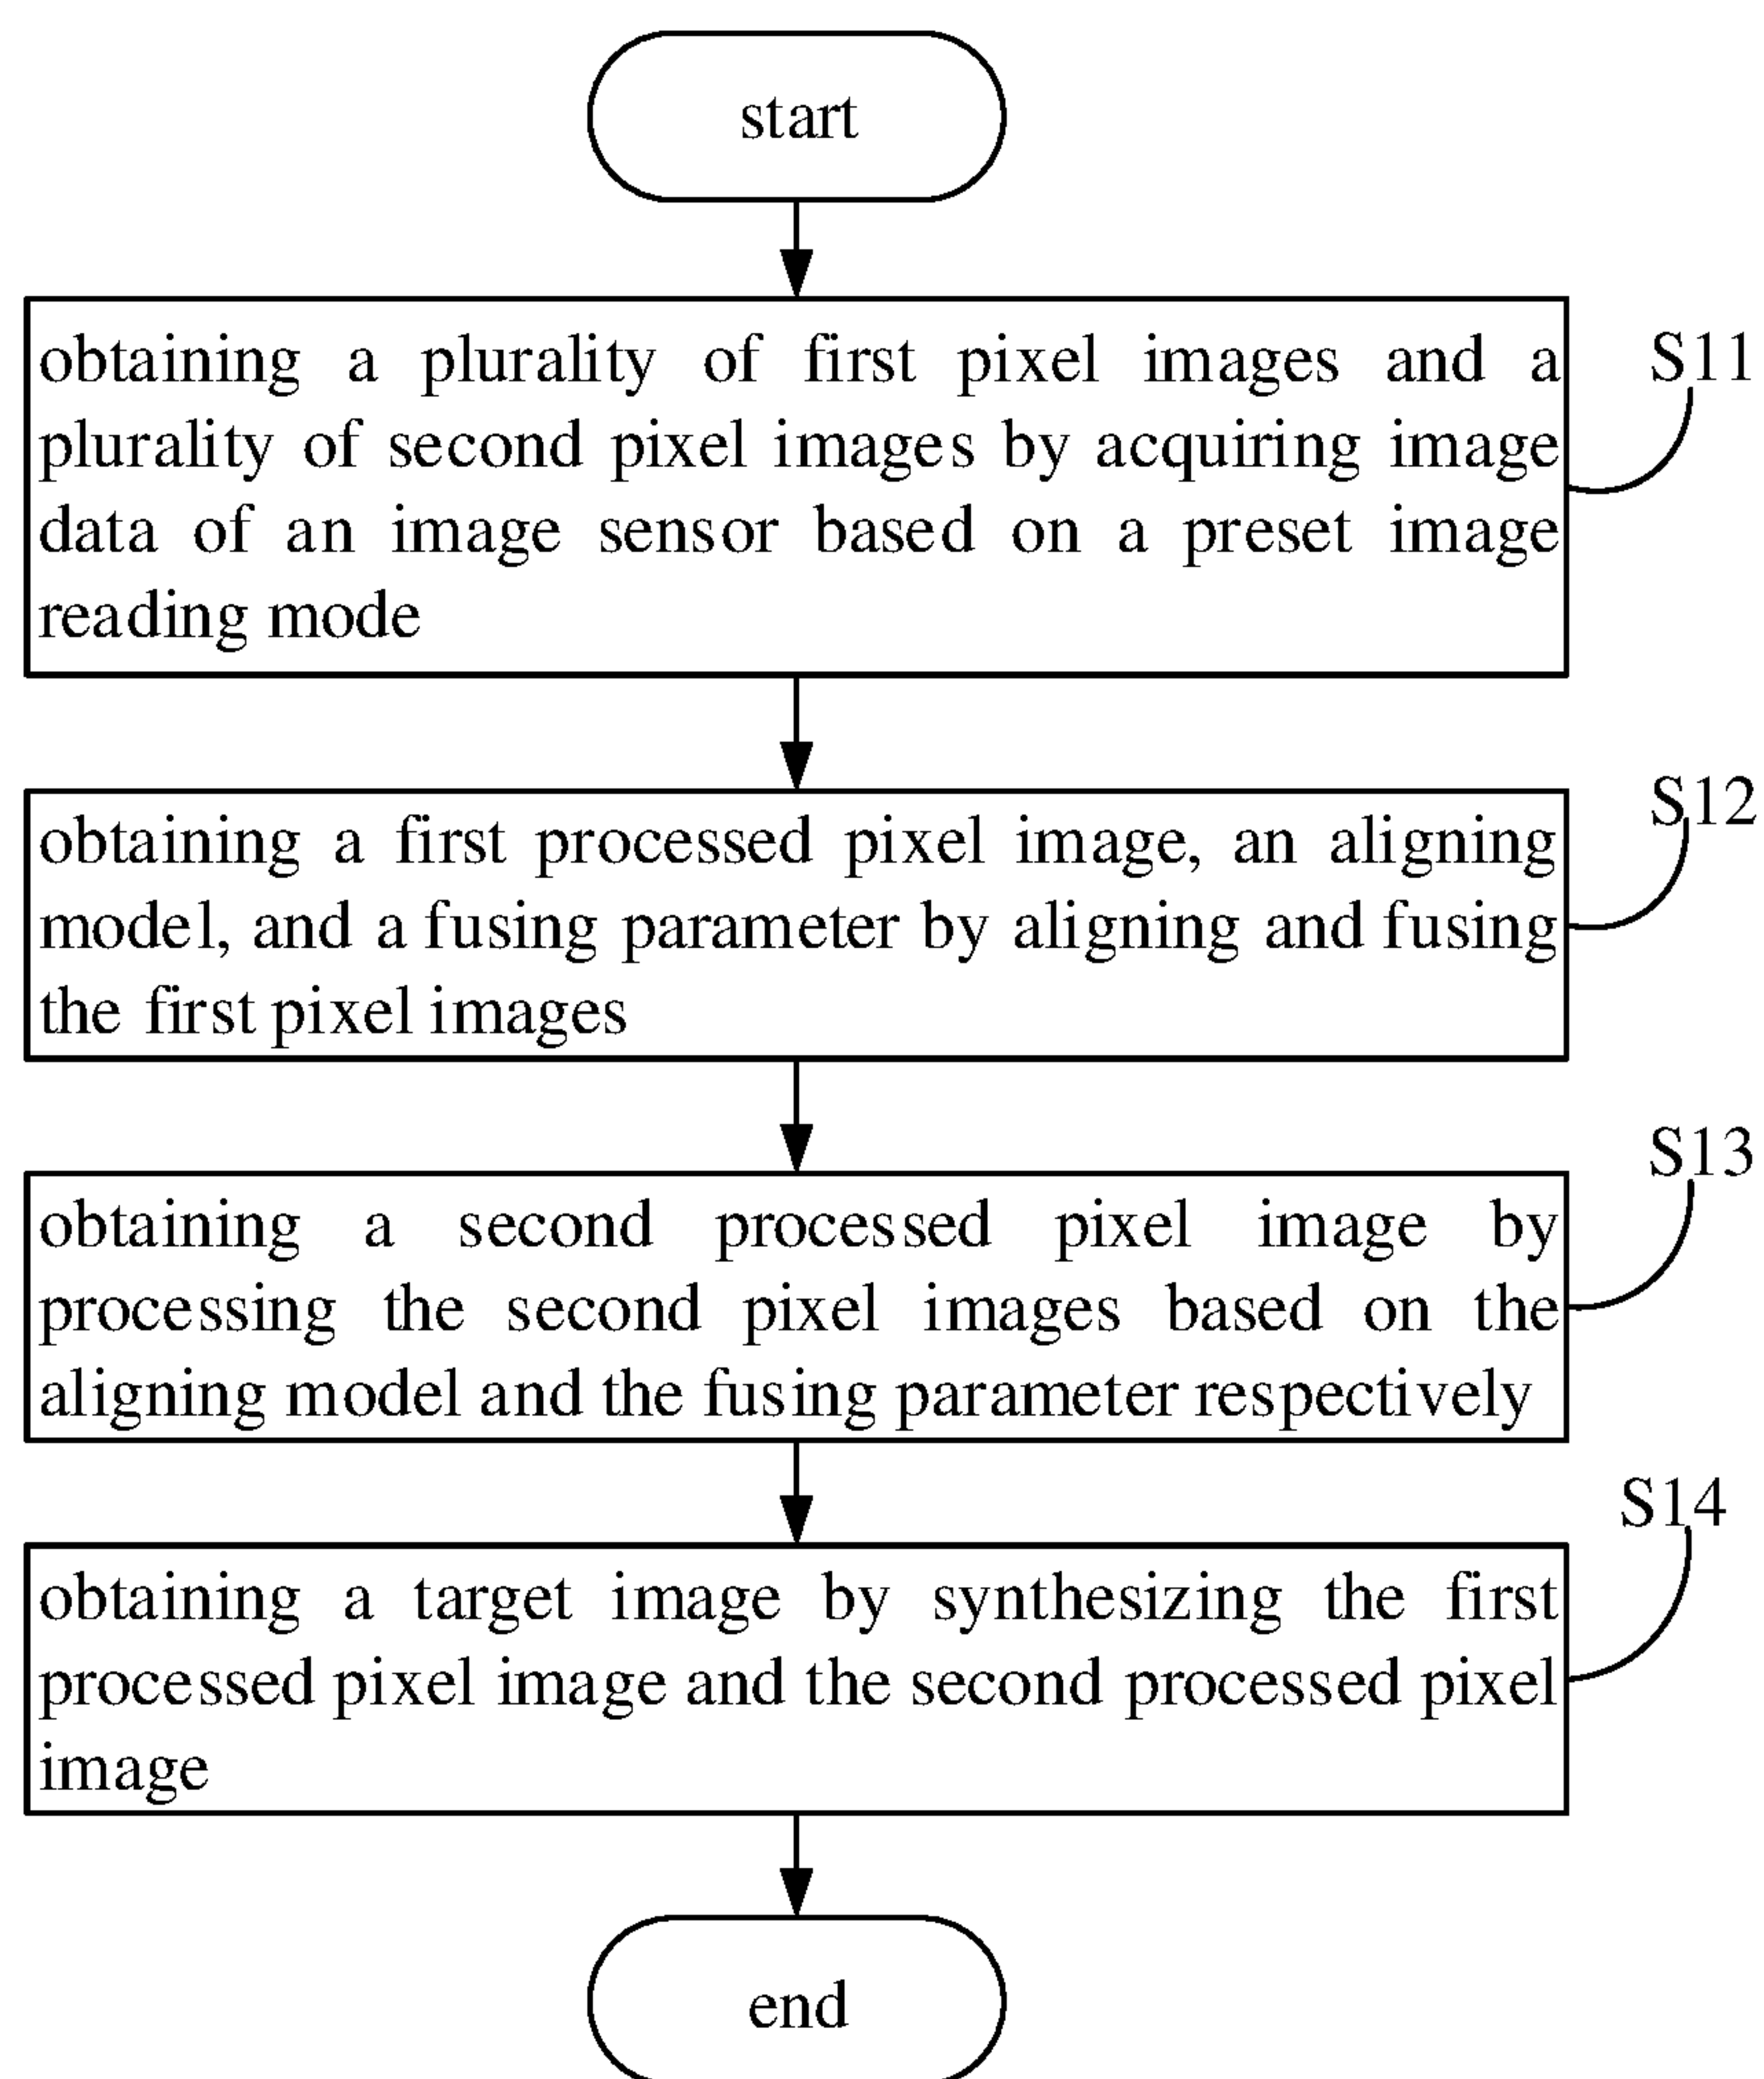 start
obtaining a plurality of first pixel images and a
plurality of second pixel images by acquiring image
data of an image sensor based on a preset image
reading mode
S11
obtaining a first processed pixel image, an aligning
model, and a fusing parameter by aligning and fusing
the first pixel images
S12
obtaining a second processed pixel image by
processing the second pixel images based on the
aligning model and the fusing parameter respectively
S13
obtaining a target image by synthesizing the first
processed pixel image and the second processed pixel
image
S14
end